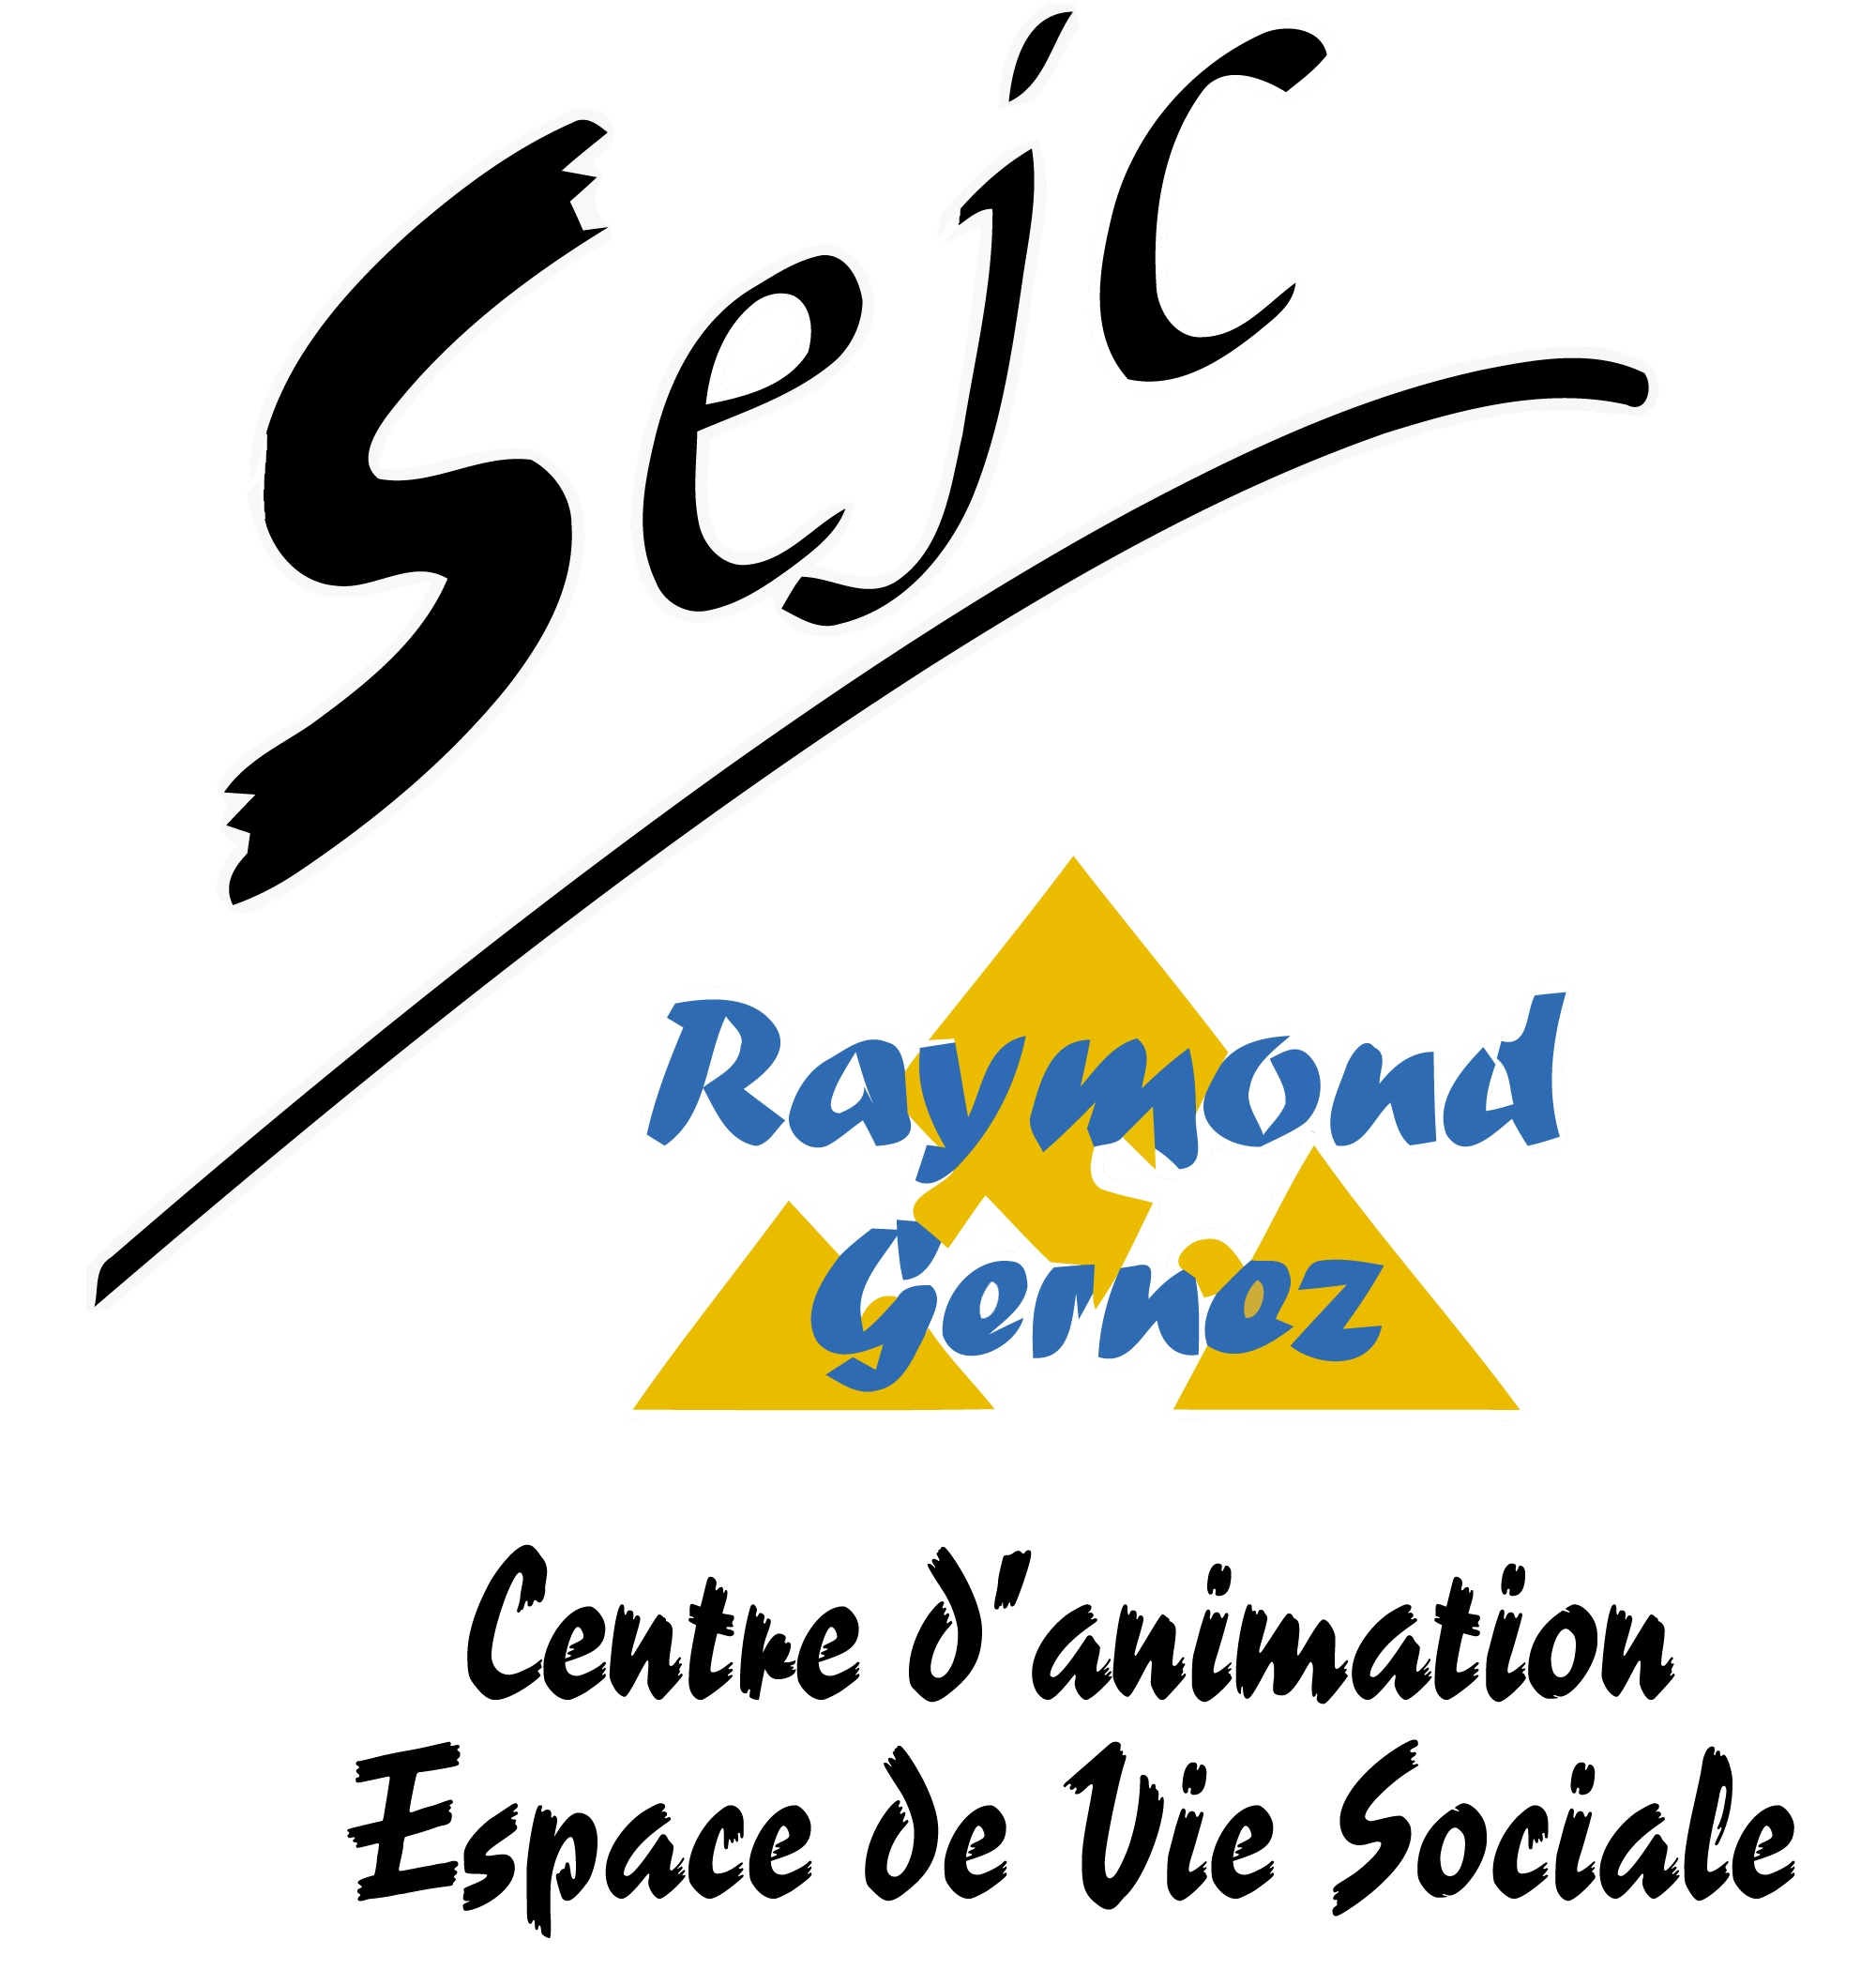 Sejc
Raymond
Gernez
Centre d'animation
Espace de Vie Sociale